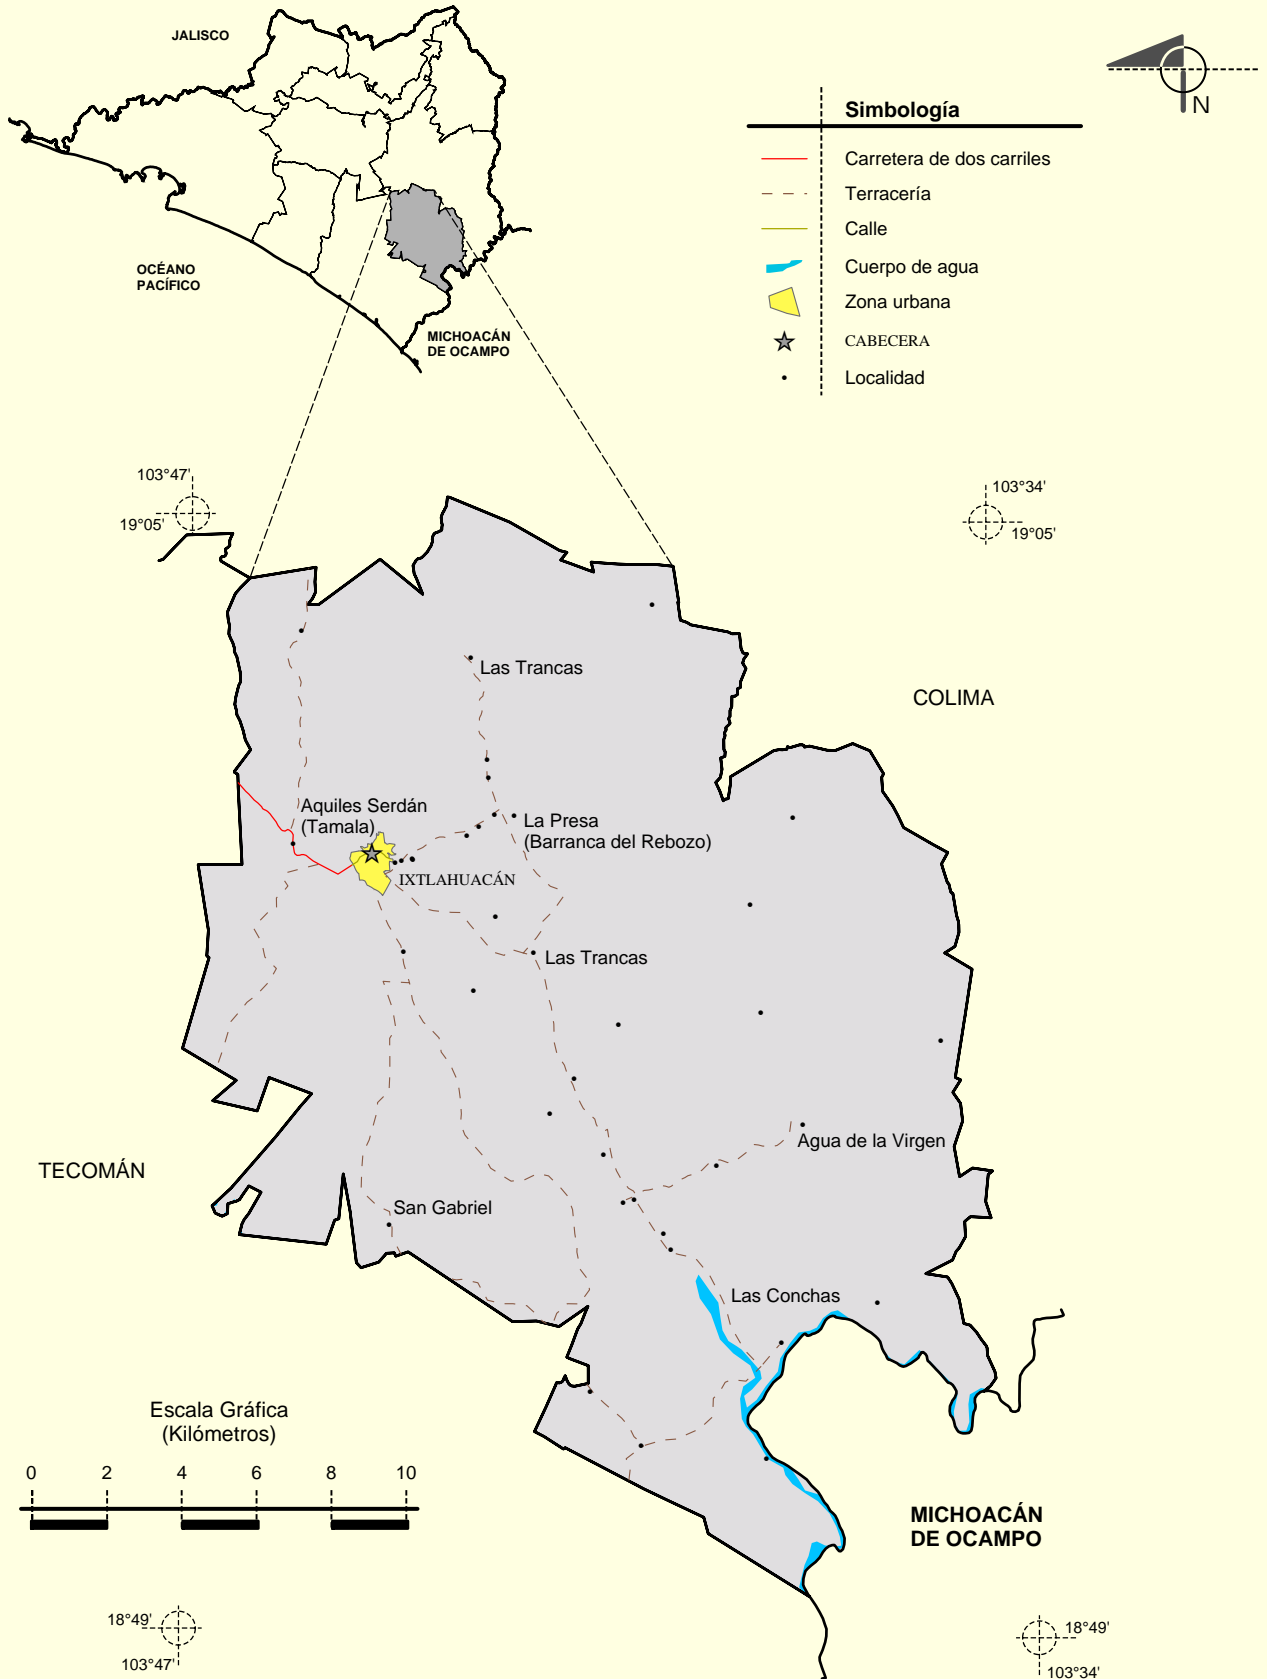 JALISCO
OCÉANO
PACÍFICO
MICHOACÁN
DE OCAMPO
N
Simbología
Carretera de dos carriles
Terracería
Calle
Cuerpo de agua
Zona urbana
CABECERA
Localidad
103°47'
19°05'
103°34'
19°05'
Las Trancas
COLIMA
Aquiles Serdán
(Tamala)
La Presa
(Barranca del Rebozo)
IXTLAHUACÁN
Las Trancas
Agua de la Virgen
TECOMÁN
San Gabriel
Las Conchas
Escala Gráfica
(Kilómetros)
0 2 4 6 8 10
MICHOACÁN
DE OCAMPO
18°49'
103°47'
18°49'
103°34'